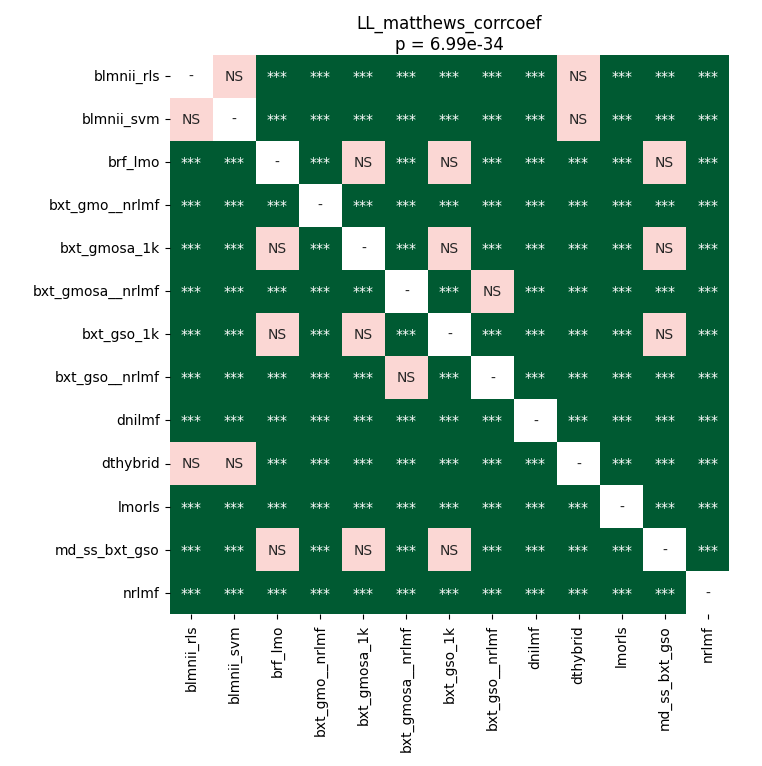 LL_matthews_corrcoef
p = 6.99e-34
blmnii_rls - NS *** *** *** *** *** *** *** NS *** *** ***
blmnii_svm NS - *** *** *** *** *** *** *** NS *** *** ***
brf_lmo *** *** - *** NS *** NS *** *** *** *** NS ***
bxt_gmo__nrlmf *** *** *** - *** *** *** *** *** *** *** *** ***
bxt_gmosa_1k *** *** NS *** - *** NS *** *** *** *** NS ***
bxt_gmosa__nrlmf *** *** *** *** *** - *** NS *** *** *** *** ***
bxt_gso_1k *** *** NS *** NS *** - *** *** *** *** NS ***
bxt_gso__nrlmf *** *** *** *** *** NS *** - *** *** *** *** ***
dnilmf *** *** *** *** *** *** *** *** - *** *** *** ***
dthybrid NS NS *** *** *** *** *** *** *** - *** *** ***
lmorls *** *** *** *** *** *** *** *** *** *** - *** ***
md_ss_bxt_gso *** *** NS *** NS *** NS *** *** *** *** - ***
nrlmf *** *** *** *** *** *** *** *** *** *** *** *** -
blmnii_rls
blmnii_svm
brf_lmo
bxt_gmo__nrlmf
bxt_gmosa_1k
bxt_gmosa__nrlmf
bxt_gso_1k
bxt_gso__nrlmf
dnilmf
dthybrid
lmorls
md_ss_bxt_gso
nrlmf